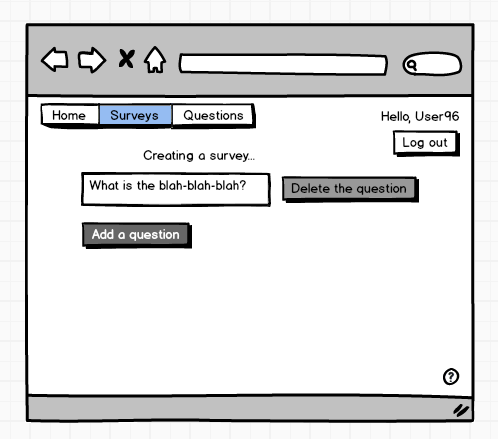 Home Surveys Questions
Hello, User96
Log out
Creating a survey...
What is the blah-blah-blah? Delete the question
Add a question
?